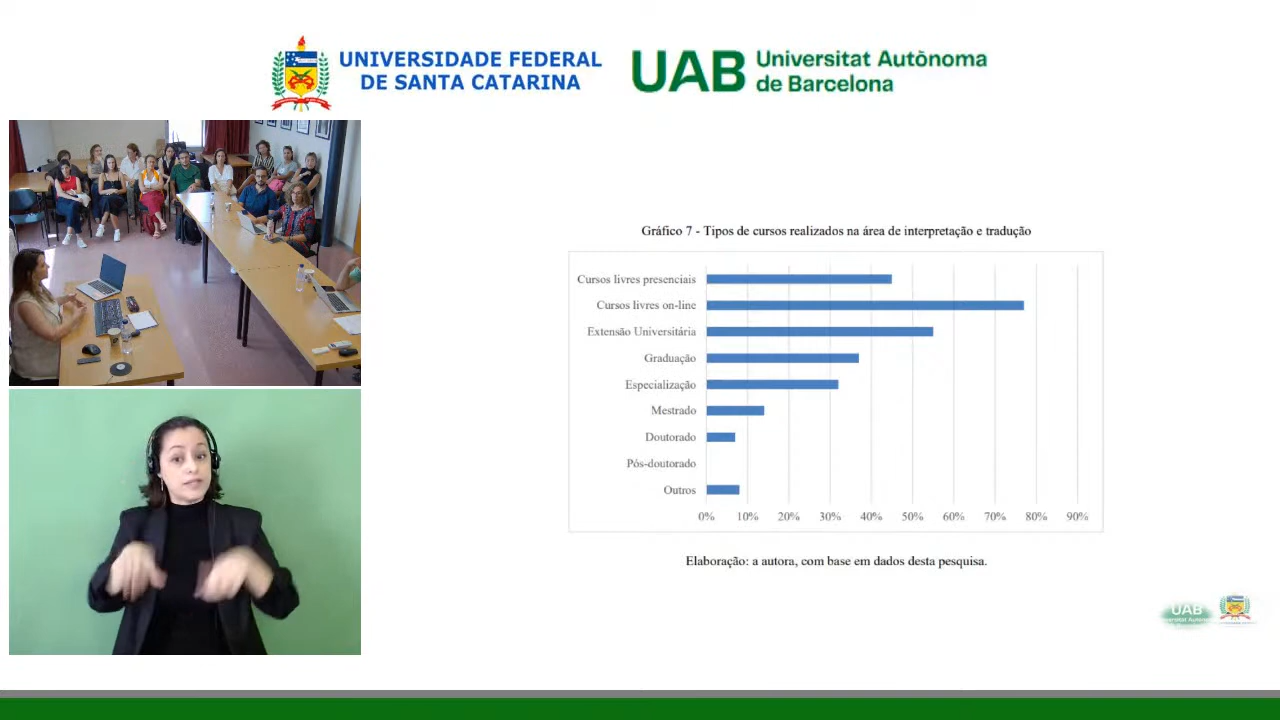 UNIVERSIDADE FEDERAL
DE SANTA CATARINA
UAB
Universitat Autònoma
de Barcelona
Gráfico 7 - Tipos de cursos realizados na área de interpretação e tradução
Cursos livres presenciais
Cursos livres on-line
Extensão Universitária
Graduação
Especialização
Mestrado
Doutorado
Pós-doutorado
Outros
0% 10% 20% 30% 40% 50% 60% 70% 80% 90%
Elaboração: a autora, com base em dados desta pesquisa.
UAB